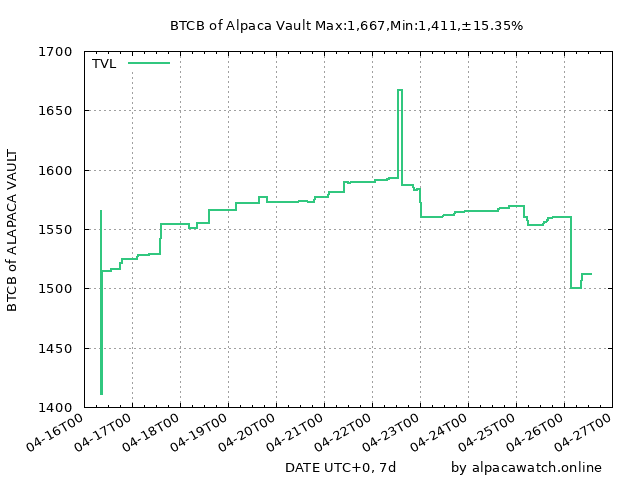 BTCB of Alpaca Vault Max:1,667,Min:1,411,±15.35%
1700
TVL
1650
1600
1550
1500
1450
1400
BTCB of ALAPACA VAULT
04-16T00
04-17T00
04-18T00
04-19T00
04-20T00
04-21T00
04-22T00
04-23T00
04-24T00
04-25T00
04-26T00
04-27T00
DATE UTC+0, 7d
by alpacawatch.online